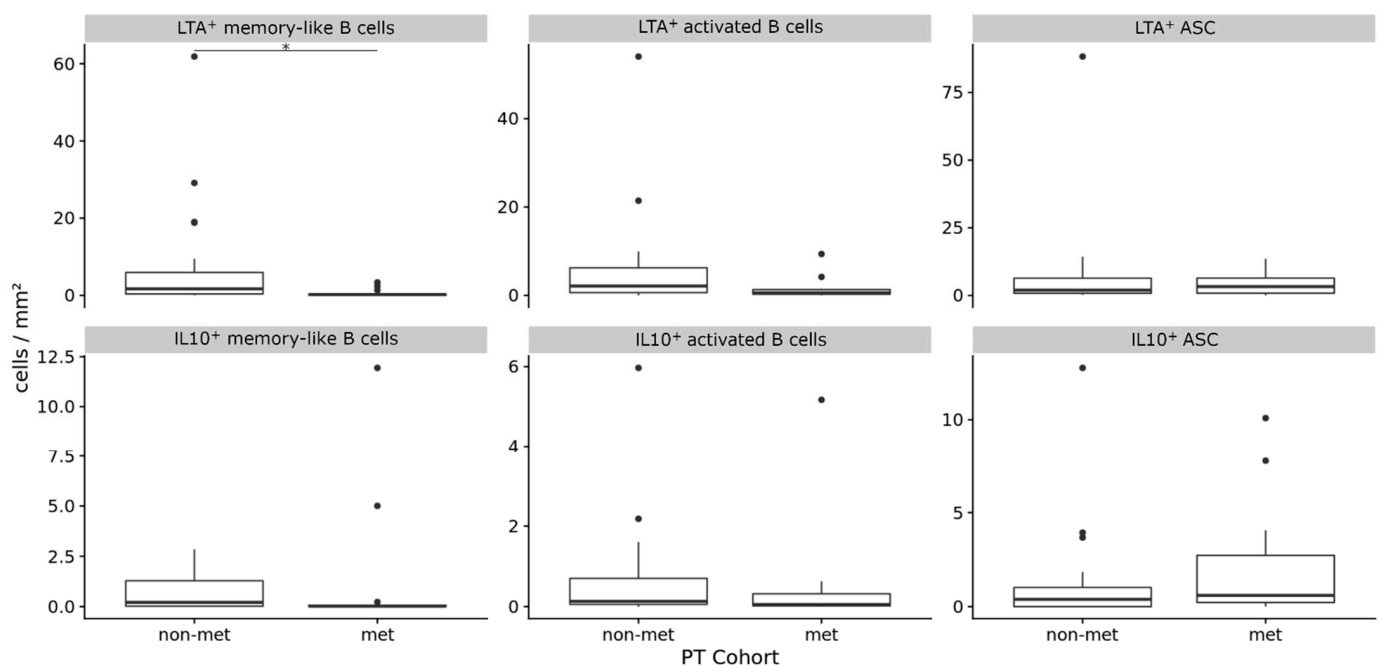 LTA⁺ memory-like B cells
LTA⁺ activated B cells
LTA⁺ ASC
*
60
40
20
0
40
20
0
75
50
25
0
cells / mm²
IL10⁺ memory-like B cells
IL10⁺ activated B cells
IL10⁺ ASC
12.5
10.0
7.5
5.0
2.5
0.0
6
4
2
0
10
5
0
non-met
met
non-met
met
non-met
met
PT Cohort